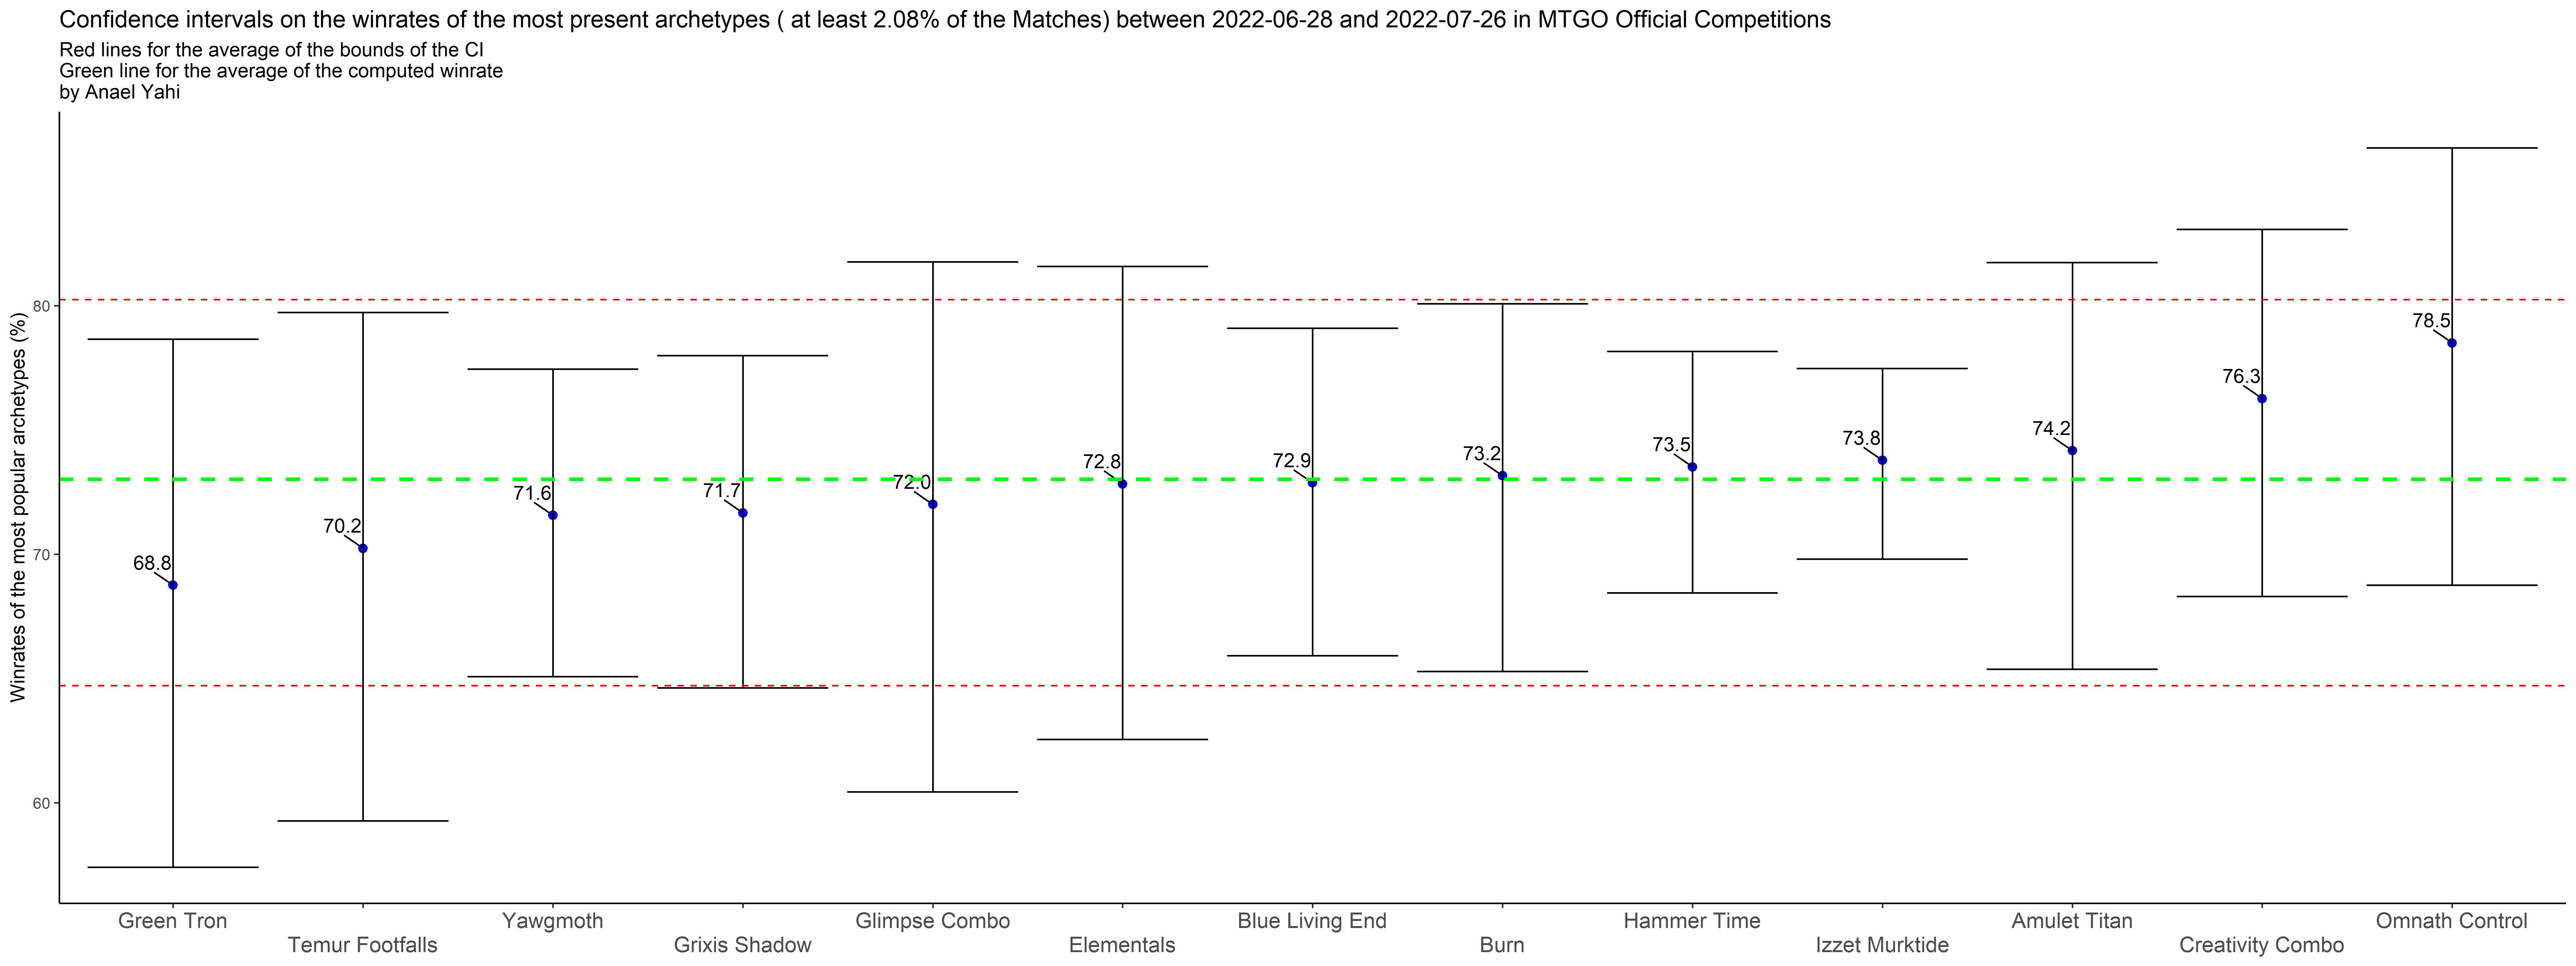 Confidence intervals on the winrates of the most present archetypes ( at least 2.08% of the Matches) between 2022-06-28 and 2022-07-26 in MTGO Official Competitions
Red lines for the average of the bounds of the CI
Green line for the average of the computed winrate
by Anael Yahi
Winrates of the most popular archetypes (%)
80
70
60
68.8
70.2
71.6
71.7
72.0
72.8
72.9
73.2
73.5
73.8
74.2
76.3
78.5
Green Tron
Temur Footfalls
Yawgmoth
Grixis Shadow
Glimpse Combo
Elementals
Blue Living End
Burn
Hammer Time
Izzet Murktide
Amulet Titan
Creativity Combo
Omnath Control